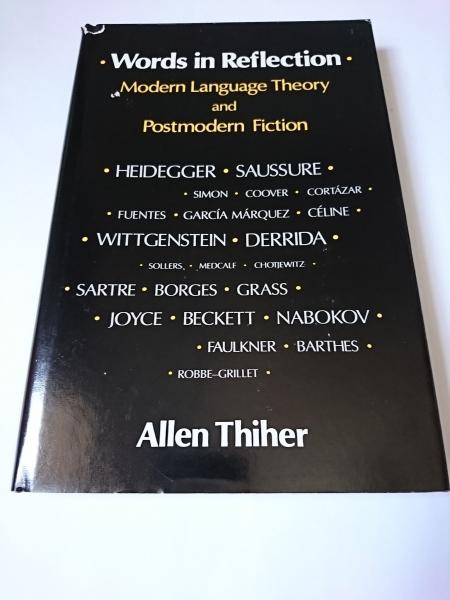 • Words in Reflection •
Modern Language Theory
and
Postmodern Fiction
• HEIDEGGER • SAUSSURE •
• SIMON • COOVER • CORTÁZAR •
• FUENTES • GARCÍA MÁRQUEZ • CÉLINE •
• WITTGENSTEIN • DERRIDA •
• SOLLERS • MEDCALF • CHOTJEWITZ •
• SARTRE • BORGES • GRASS •
• JOYCE • BECKETT • NABOKOV •
• FAULKNER • BARTHES •
• ROBBE–GRILLET •
Allen Thiher